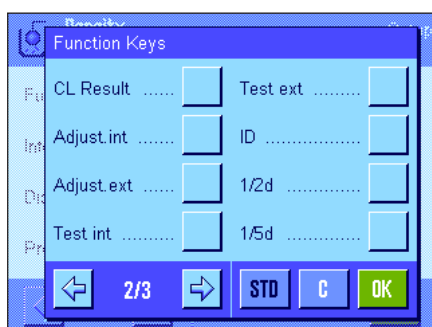 Density
Function Keys
CL Result ......
Test ext .........
Adjust.int .......
ID ..................
Adjust.ext ......
1/2d ..............
Test int ..........
1/5d ..............
2/3
STD
C
OK